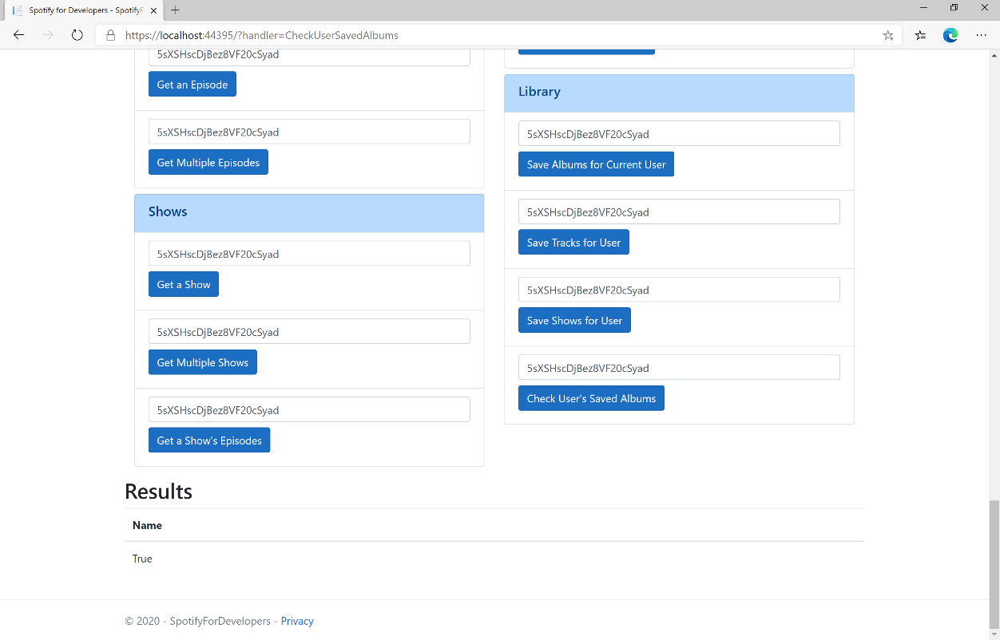 Spotify for Developers - SpotifyF
https://localhost:44395/?handler=CheckUserSavedAlbums
5sXSHscDjBez8VF20cSyad
Get an Episode
5sXSHscDjBez8VF20cSyad
Get Multiple Episodes
Shows
5sXSHscDjBez8VF20cSyad
Get a Show
5sXSHscDjBez8VF20cSyad
Get Multiple Shows
5sXSHscDjBez8VF20cSyad
Get a Show's Episodes
Library
5sXSHscDjBez8VF20cSyad
Save Albums for Current User
5sXSHscDjBez8VF20cSyad
Save Tracks for User
5sXSHscDjBez8VF20cSyad
Save Shows for User
5sXSHscDjBez8VF20cSyad
Check User's Saved Albums
Results
Name
True
© 2020 - SpotifyForDevelopers - Privacy